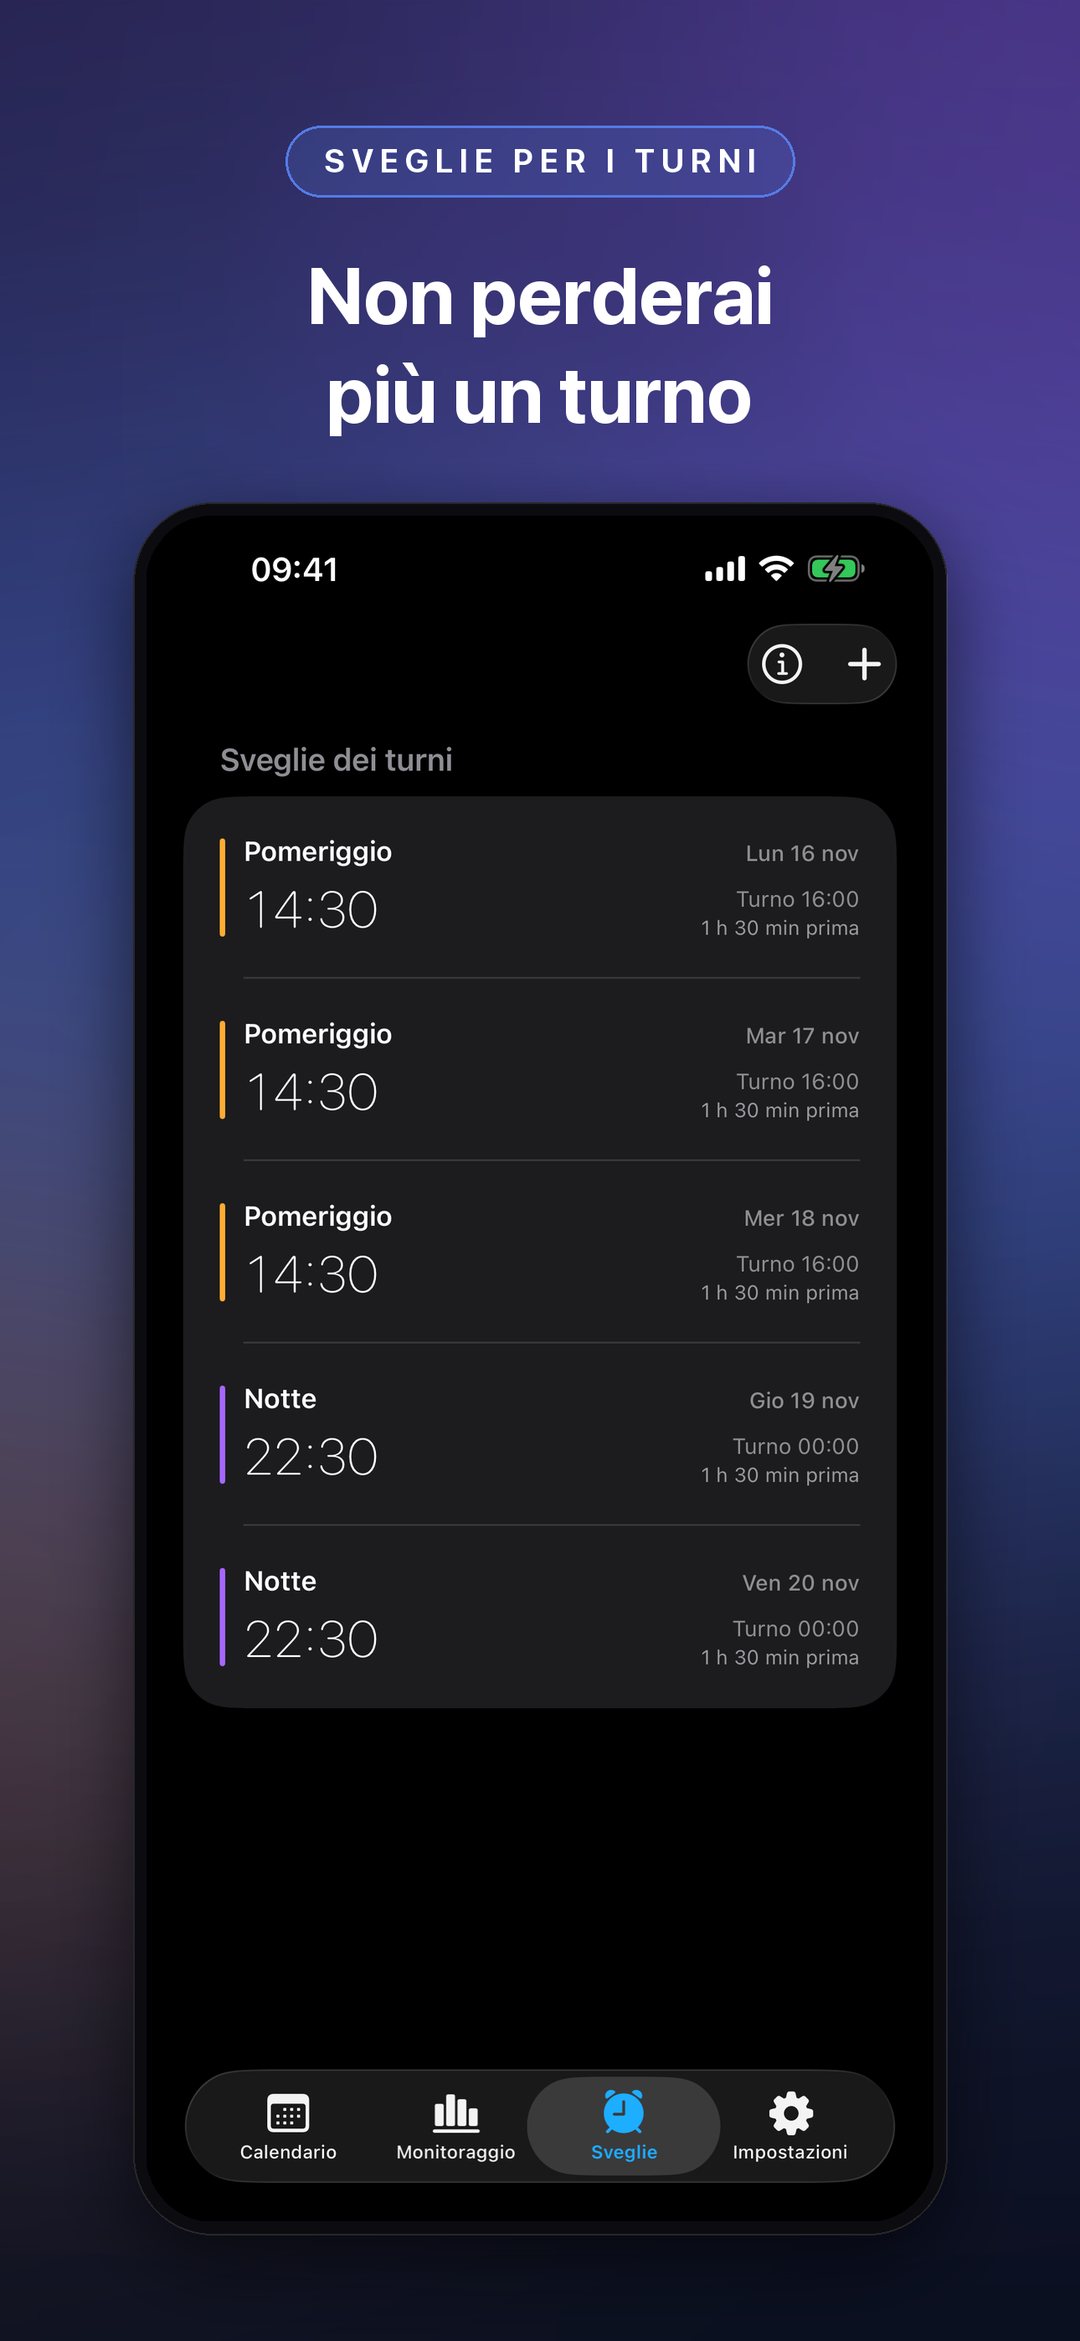 SVEGLIE PER I TURNI
Non perderai
più un turno
09:41
Sveglie dei turni
Pomeriggio
Lun 16 nov
14:30
Turno 16:00
1 h 30 min prima
Pomeriggio
Mar 17 nov
14:30
Turno 16:00
1 h 30 min prima
Pomeriggio
Mer 18 nov
14:30
Turno 16:00
1 h 30 min prima
Notte
Gio 19 nov
22:30
Turno 00:00
1 h 30 min prima
Notte
Ven 20 nov
22:30
Turno 00:00
1 h 30 min prima
Calendario
Monitoraggio
Sveglie
Impostazioni